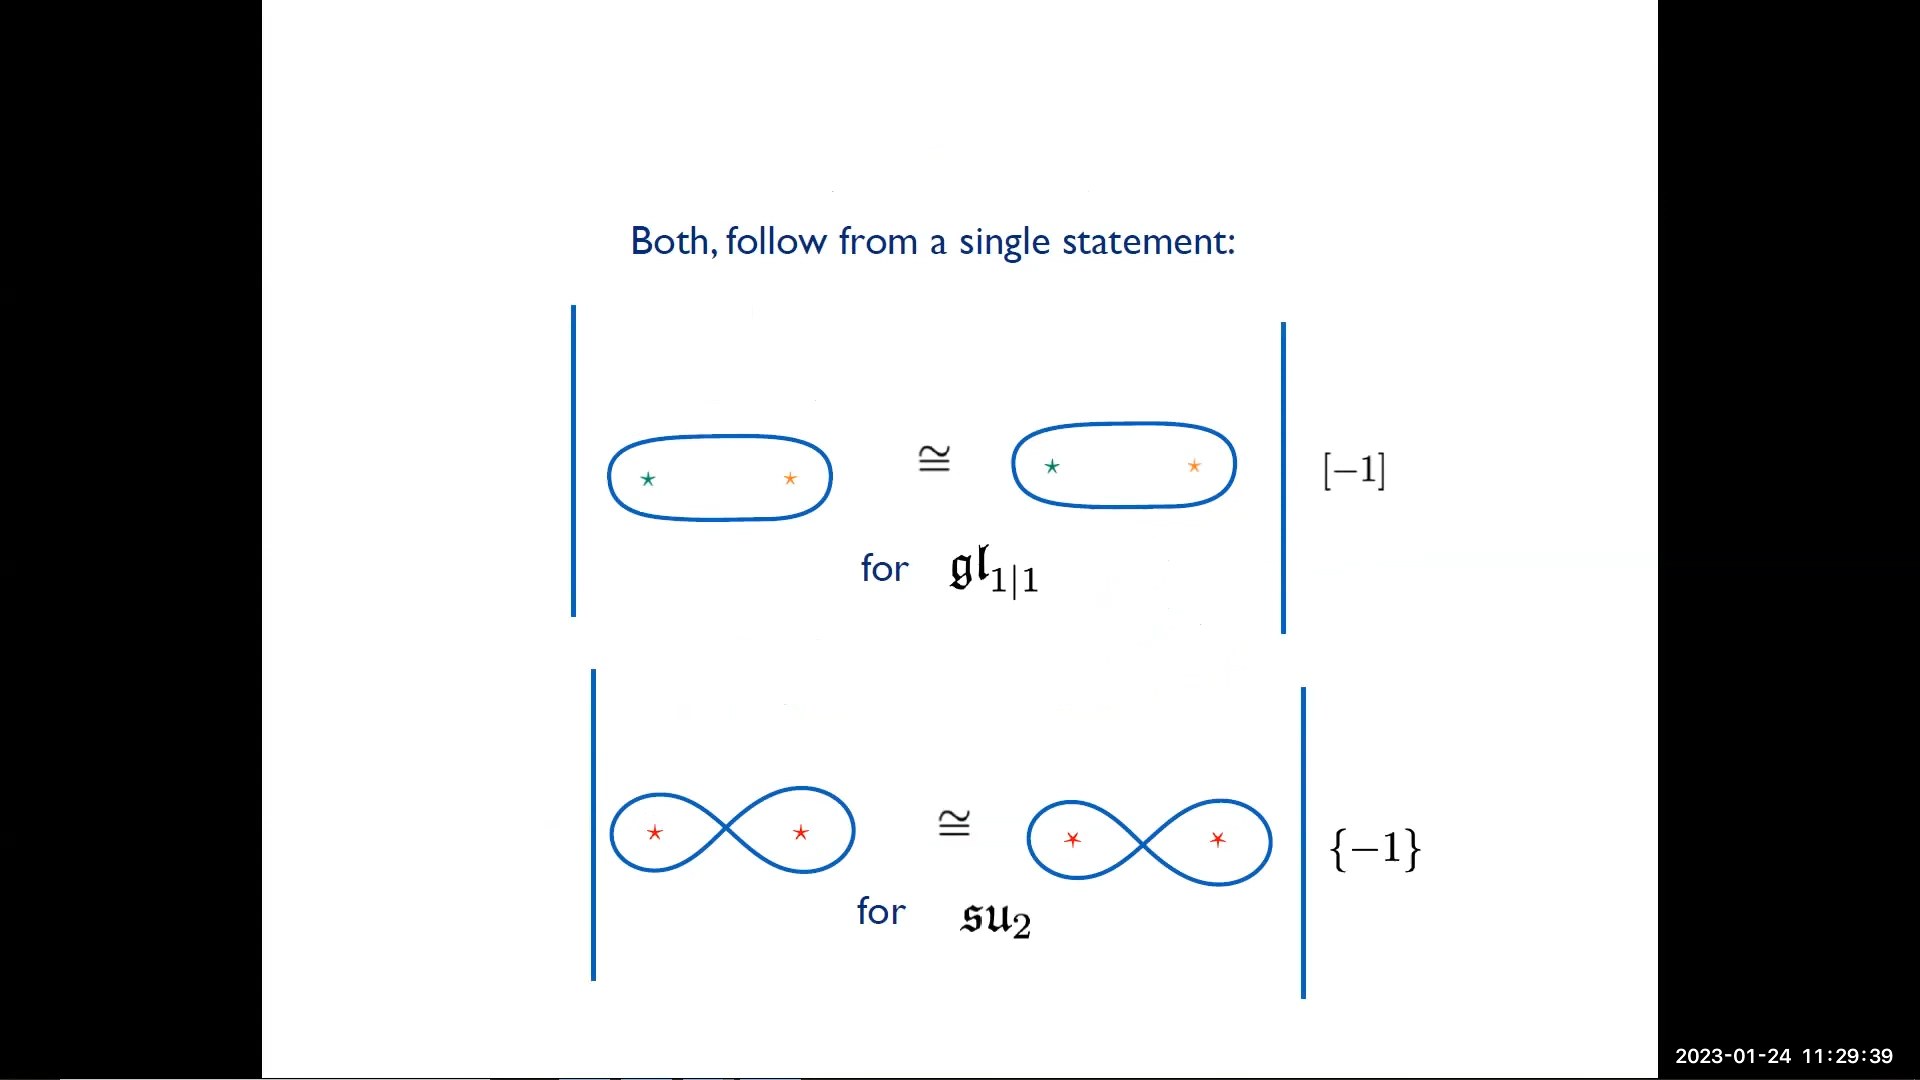 Both, follow from a single statement:
≅ [−1]
for 𝔤𝔩₁|₁
≅ {−1}
for 𝔰𝔲₂
2023-01-24 11:29:39